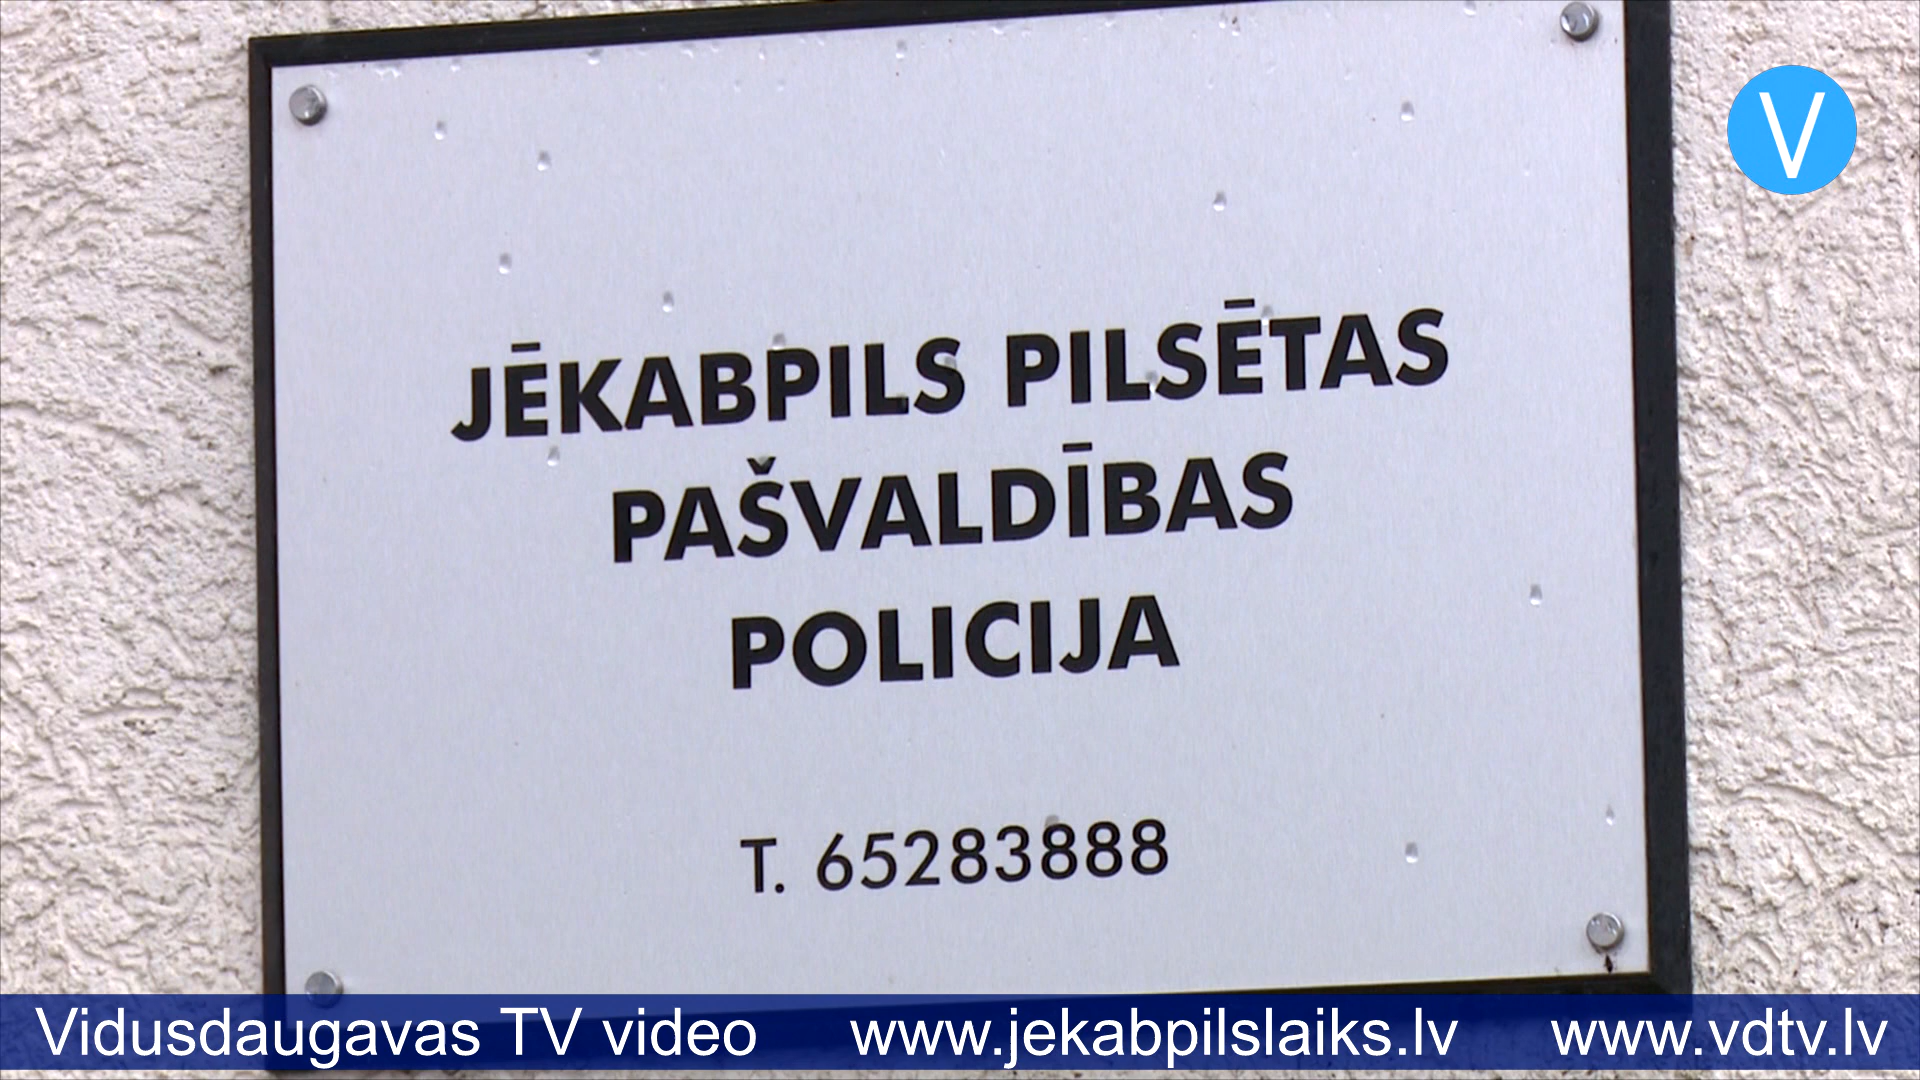 V
JĒKABPILS PILSĒTAS
PAŠVALDĪBAS
POLICIJA
T. 65283888
Vidusdaugavas TV video www.jekabpilslaiks.lv www.vdtv.lv